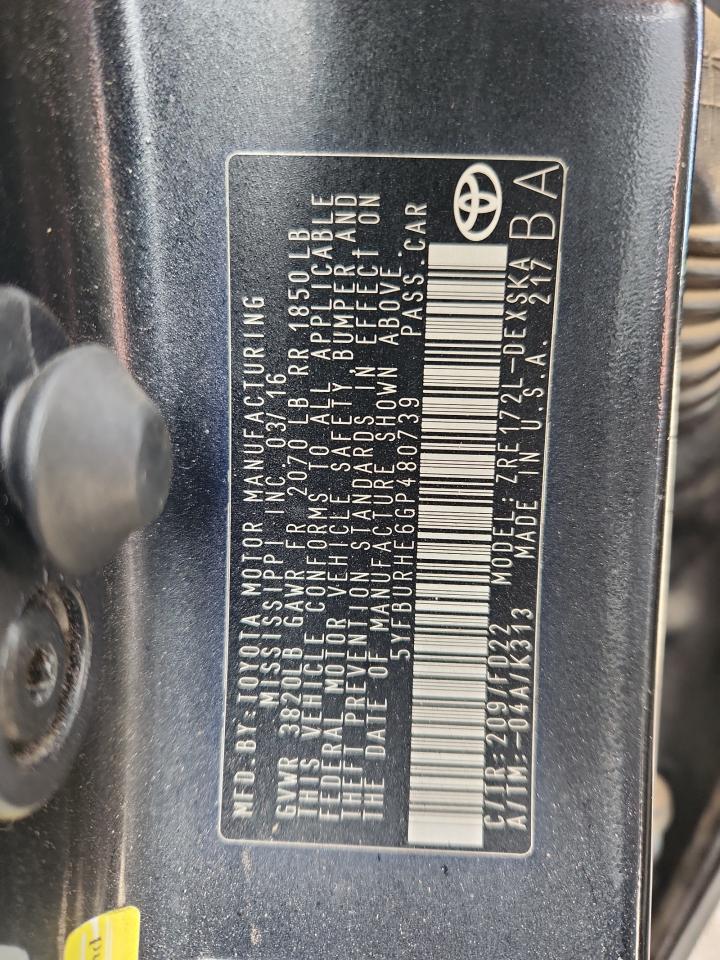 MFD.BY:TOYOTA MOTOR MANUFACTURING
MISSISSIPPI INC.03/16
GVWR 3820LB GAWR FR 2070 LB RR 1850LB
THIS VEHICLE CONFORMS TO ALL APPLICABLE
FEDERAL MOTOR VEHICLE SAFETY, BUMPER,AND
THEFT PREVENTION STANDARDS IN EFFECT ON
THE DATE OF MANUFACTURE SHOWN ABOVE.
5YFBURHE6GP480739 PASS.CAR
C/TR:209/FD22 MODEL:ZRE172L-DEXSKA
A/TM:-04A/K313 MADE IN U.S.A. 217 BA